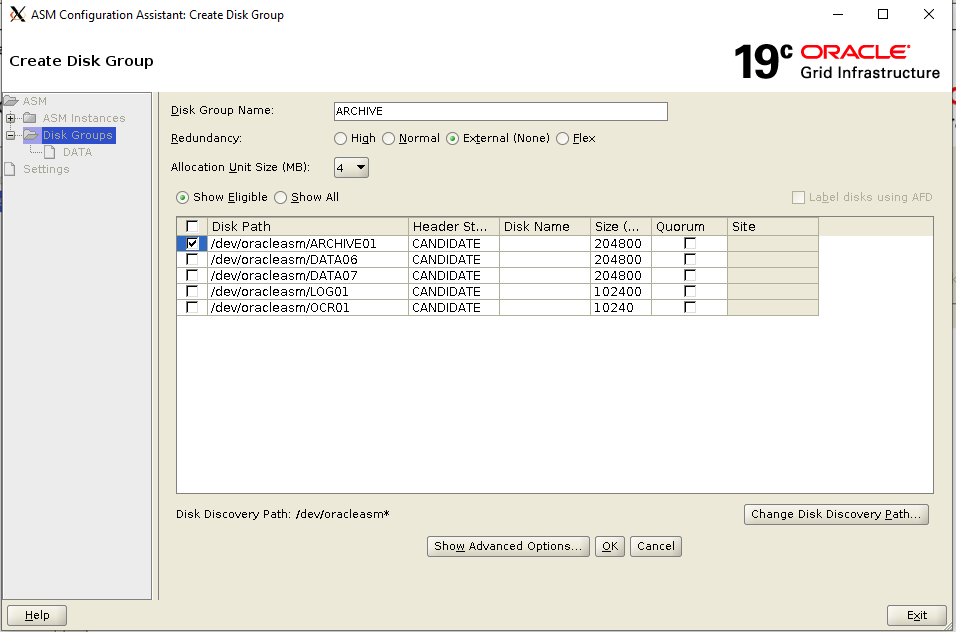 ASM Configuration Assistant: Create Disk Group
Create Disk Group
19c ORACLE
Grid Infrastructure
ASM
ASM Instances
Disk Groups
DATA
Settings
Disk Group Name: ARCHIVE
Redundancy: High Normal External (None) Flex
Allocation Unit Size (MB): 4
Show Eligible Show All Label disks using AFD
Disk Path Header St... Disk Name Size (... Quorum Site
/dev/oracleasm/ARCHIVE01 CANDIDATE 204800
/dev/oracleasm/DATA06 CANDIDATE 204800
/dev/oracleasm/DATA07 CANDIDATE 204800
/dev/oracleasm/LOG01 CANDIDATE 102400
/dev/oracleasm/OCR01 CANDIDATE 10240
Disk Discovery Path: /dev/oracleasm* Change Disk Discovery Path...
Show Advanced Options... OK Cancel
Help Exit